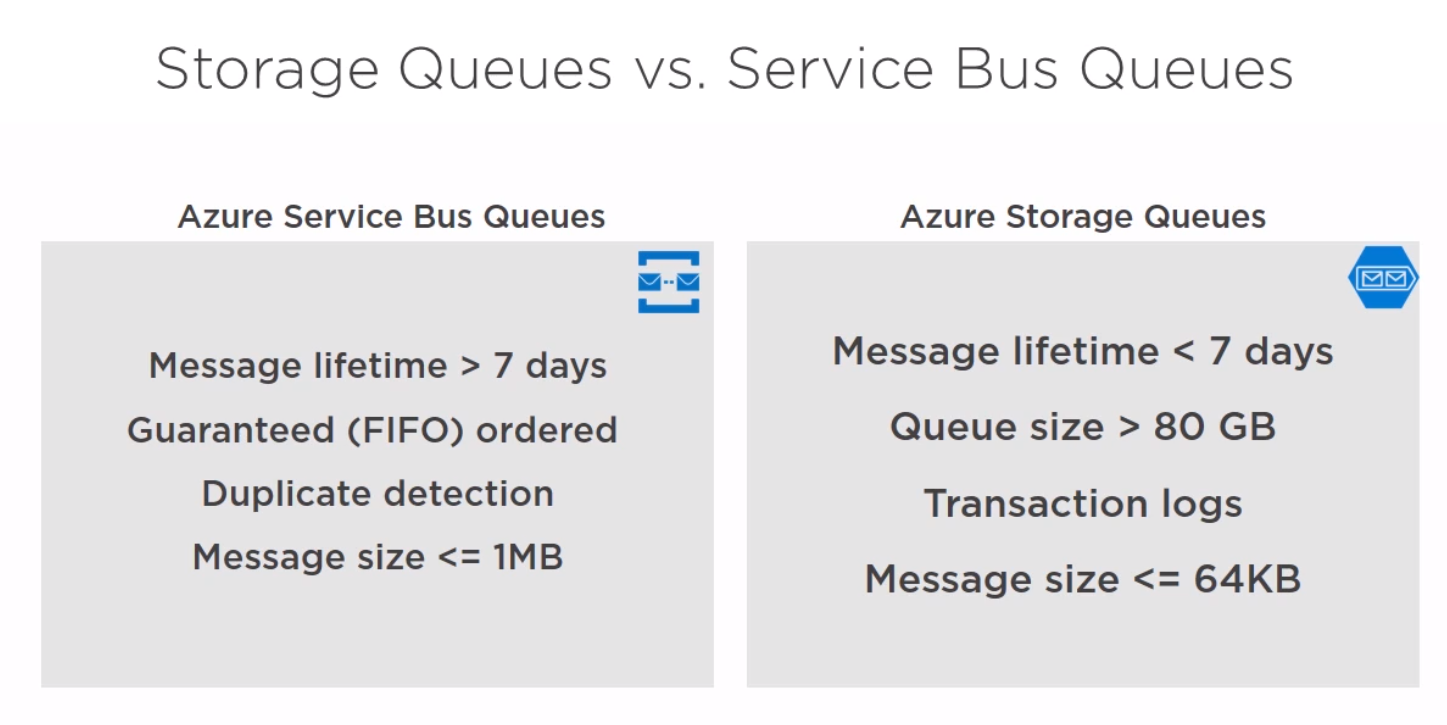 Storage Queues vs. Service Bus Queues
Azure Service Bus Queues
Message lifetime > 7 days
Guaranteed (FIFO) ordered
Duplicate detection
Message size <= 1MB
Azure Storage Queues
Message lifetime < 7 days
Queue size > 80 GB
Transaction logs
Message size <= 64KB